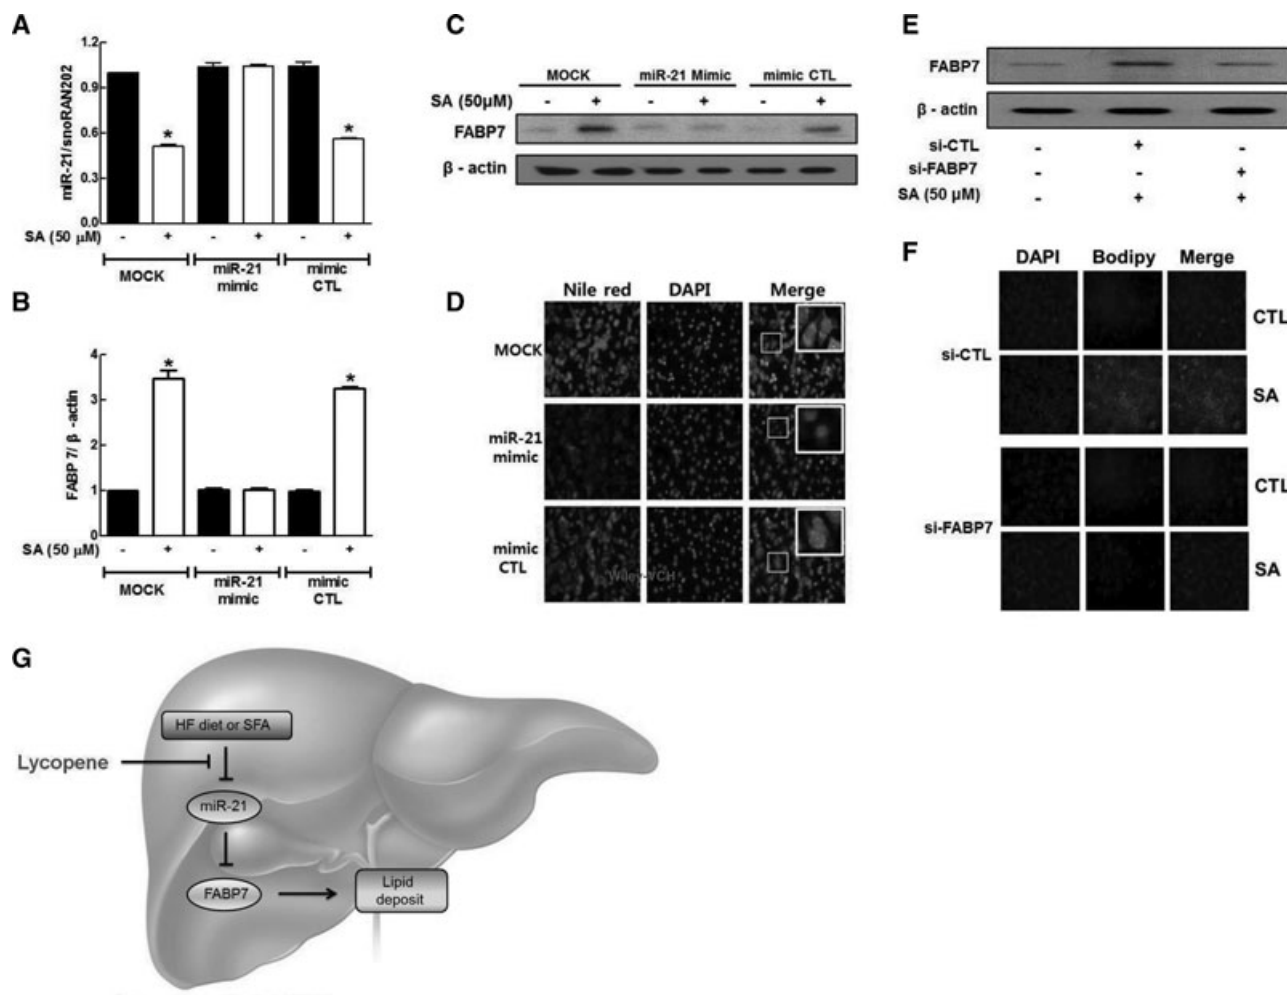 A
miR-21/snoRAN202
1.2
0.9
0.6
0.3
0.0
*
*
SA (50 μM)
- + - + - +
MOCK
miR-21
mimic
mimic
CTL
B
FABP 7/ β -actin
4
3
2
1
0
*
*
SA (50 μM)
- + - + - +
MOCK
miR-21
mimic
mimic
CTL
C
MOCK miR-21 Mimic mimic CTL
SA (50μM) - + - + - +
FABP7
β - actin
D
Nile red DAPI Merge
MOCK
miR-21
mimic
mimic
CTL
Wiley-VCH
E
FABP7
β - actin
si-CTL - + -
si-FABP7 - - +
SA (50 μM) - + +
F
DAPI Bodipy Merge
si-CTL
CTL
SA
si-FABP7
CTL
SA
G
HF diet or SFA
Lycopene
miR-21
FABP7
Lipid
deposit